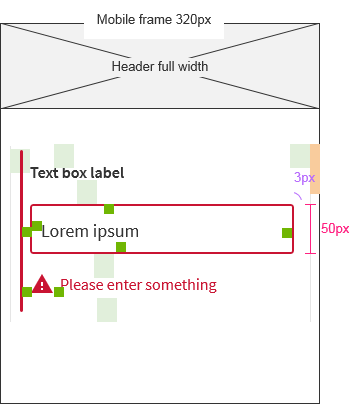 Mobile frame 320px
Header full width
Text box label
3px
Lorem ipsum
50px
Please enter something